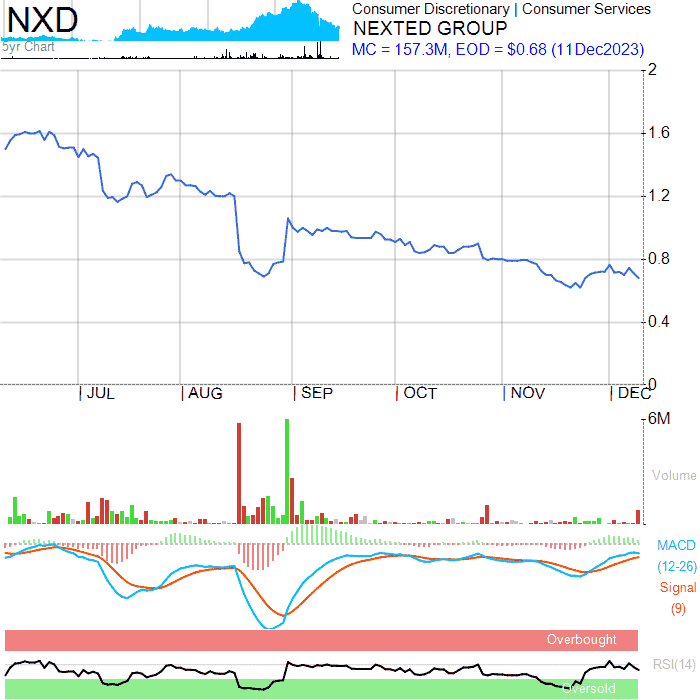 NXD
Consumer Discretionary | Consumer Services
NEXTED GROUP
5yr Chart
MC = 157.3M, EOD = $0.68 (11Dec2023)
2
1.6
1.2
0.8
0.4
0
| JUL | AUG | SEP | OCT | NOV | DEC
6M
Volume
MACD
(12-26)
Signal
(9)
Overbought
RSI(14)
Oversold